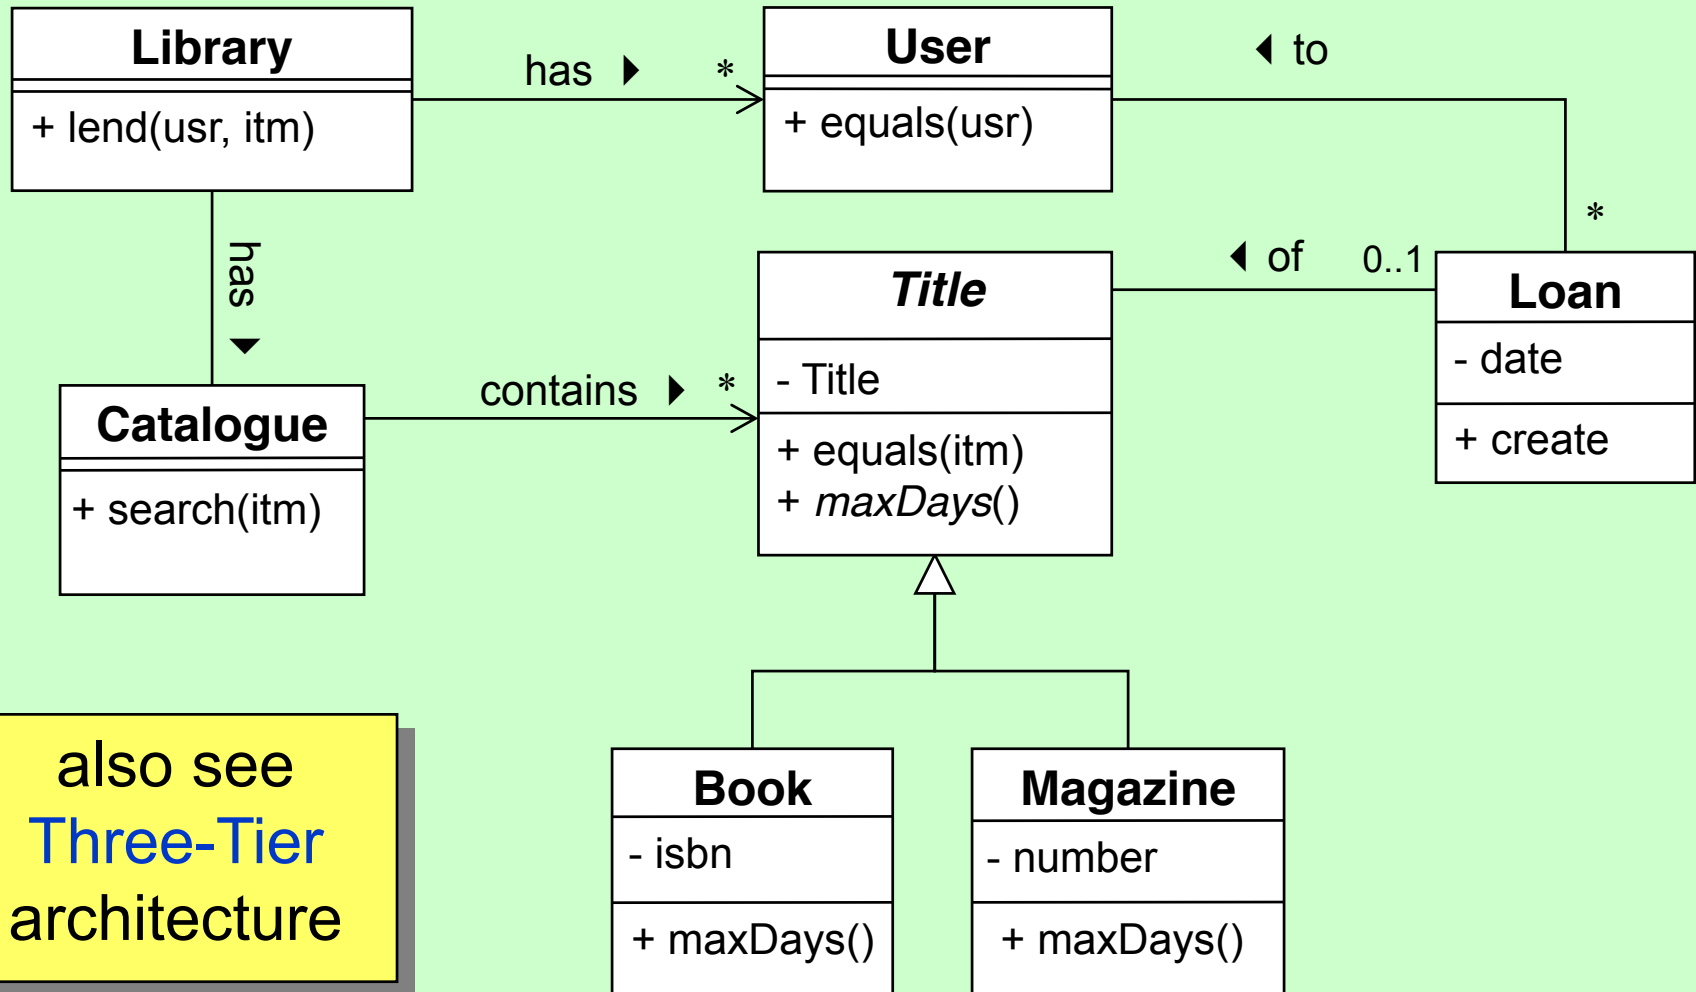 Library
+ lend(usr, itm)
has ▶ *
User
+ equals(usr)
◀ to
*
has ▼
Title
- Title
+ equals(itm)
+ maxDays()
◀ of 0..1
Loan
- date
+ create
Catalogue
+ search(itm)
contains ▶ *
Book
- isbn
+ maxDays()
Magazine
- number
+ maxDays()
also see
Three-Tier
architecture